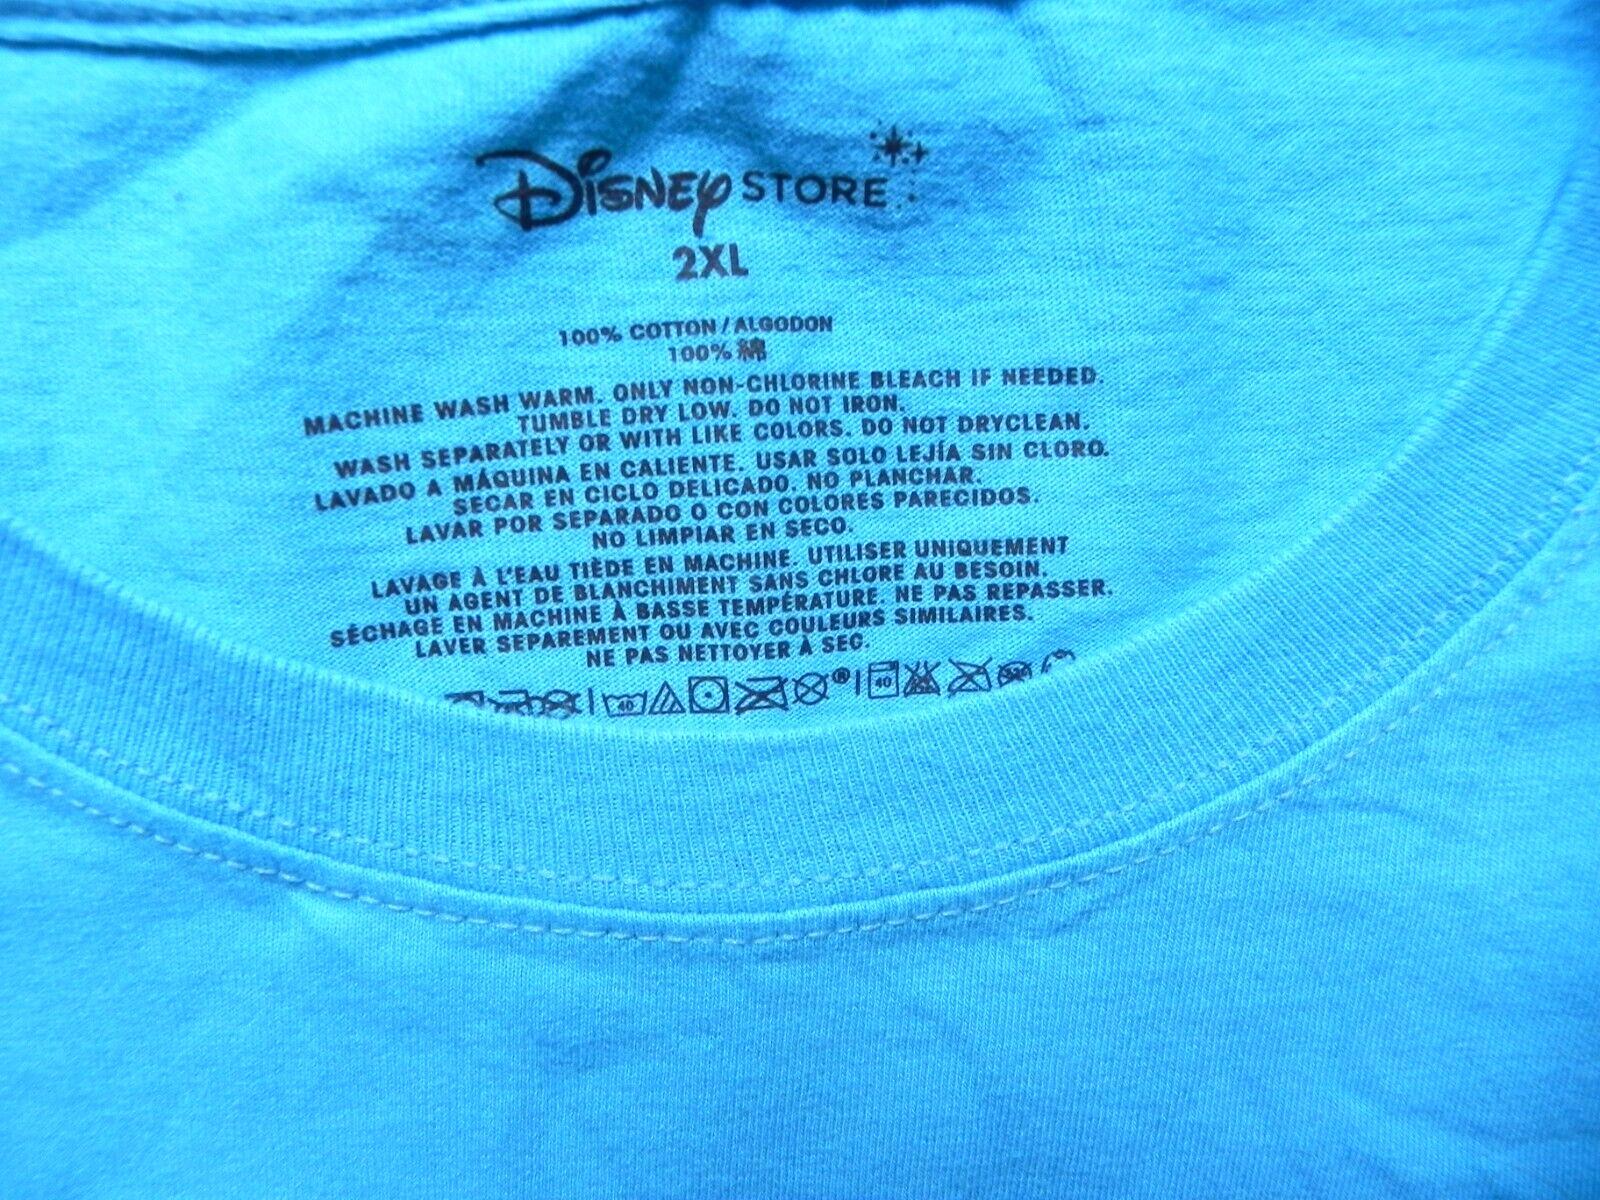 Disney STORE
2XL
100% COTTON / ALGODON
100% 綿
MACHINE WASH WARM. ONLY NON-CHLORINE BLEACH IF NEEDED.
TUMBLE DRY LOW. DO NOT IRON.
WASH SEPARATELY OR WITH LIKE COLORS. DO NOT DRYCLEAN.
LAVADO A MÁQUINA EN CALIENTE. USAR SOLO LEJÍA SIN CLORO.
SECAR EN CICLO DELICADO. NO PLANCHAR.
LAVAR POR SEPARADO O CON COLORES PARECIDOS.
NO LIMPIAR EN SECO.
LAVAGE À L'EAU TIÈDE EN MACHINE. UTILISER UNIQUEMENT
UN AGENT DE BLANCHIMENT SANS CHLORE AU BESOIN.
SÉCHAGE EN MACHINE À BASSE TEMPÉRATURE. NE PAS REPASSER.
LAVER SEPAREMENT OU AVEC COULEURS SIMILAIRES.
NE PAS NETTOYER À SEC.
40 ® 40